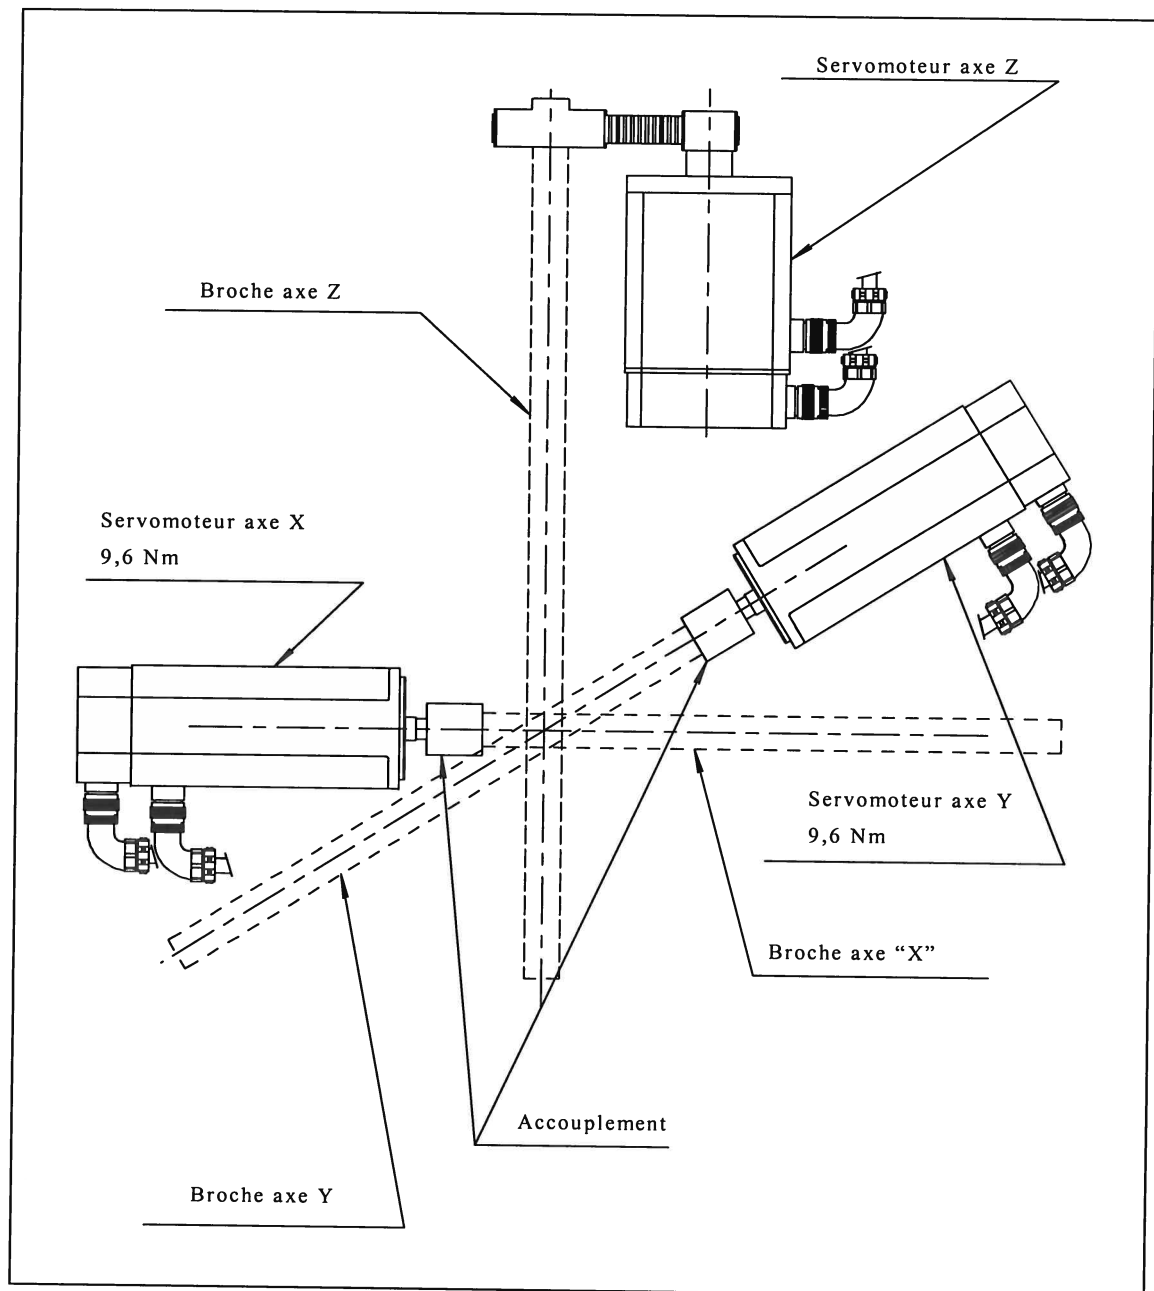 Servomoteur axe Z
Broche axe Z
Servomoteur axe X
9,6 Nm
Servomoteur axe Y
9,6 Nm
Broche axe “X”
Accouplement
Broche axe Y